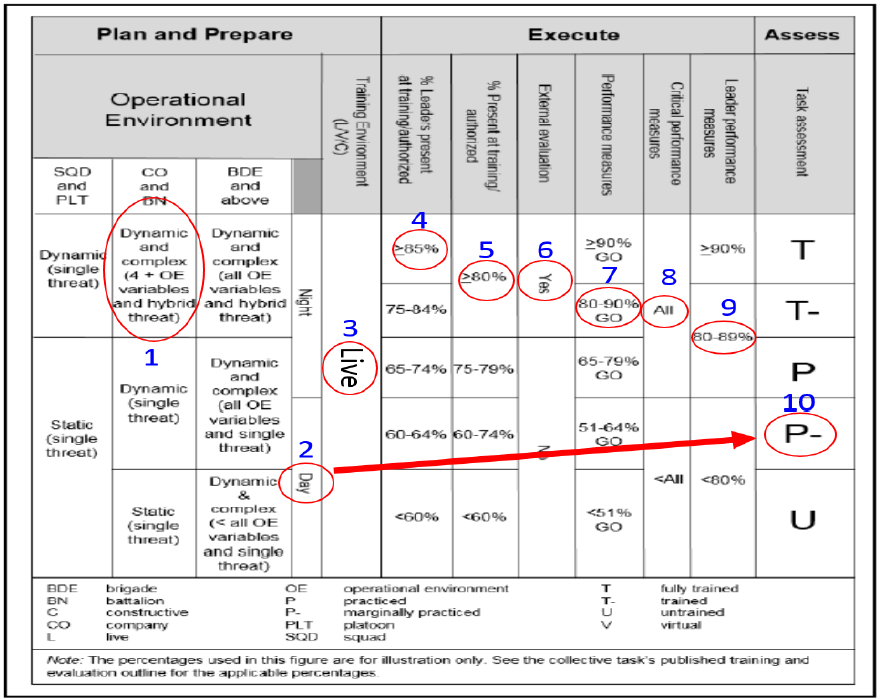 Plan and Prepare
Execute
Assess
Operational
Environment
Training Environment
(L/V/C)
% Leaders present
at training/authorized
% Present at training/
authorized
External evaluation
Performance measures
Critical performance
measures
Leader performance
measures
Task assessment
SQD
and
PLT
CO
and
BN
BDE
and
above
Dynamic
(single
threat)
1
Dynamic
and
complex
(4 + OE
variables
and hybrid
threat)
Dynamic
and
complex
(all OE
variables
and hybrid
threat)
Night
3
Live
4
≥85%
5
≥80%
6
Yes
≥90%
GO
≥90%
T
75-84%
7
80-90%
GO
8
All
9
80-89%
T-
Static
(single
threat)
Dynamic
(single
threat)
Dynamic
and
complex
(all OE
variables
and single
threat)
65-74%
75-79%
65-79%
GO
P
2
Day
60-64%
60-74%
No
51-64%
GO
10
P-
Static
(single
threat)
Dynamic
&
complex
(< all OE
variables
and single
threat)
<60%
<60%
<51%
GO
<All
<80%
U
BDE brigade OE operational environment T fully trained
BN battalion P practiced T- trained
C constructive P- marginally practiced U untrained
CO company PLT platoon V virtual
L live SQD squad
Note: The percentages used in this figure are for illustration only. See the collective task's published training and
evaluation outline for the applicable percentages.